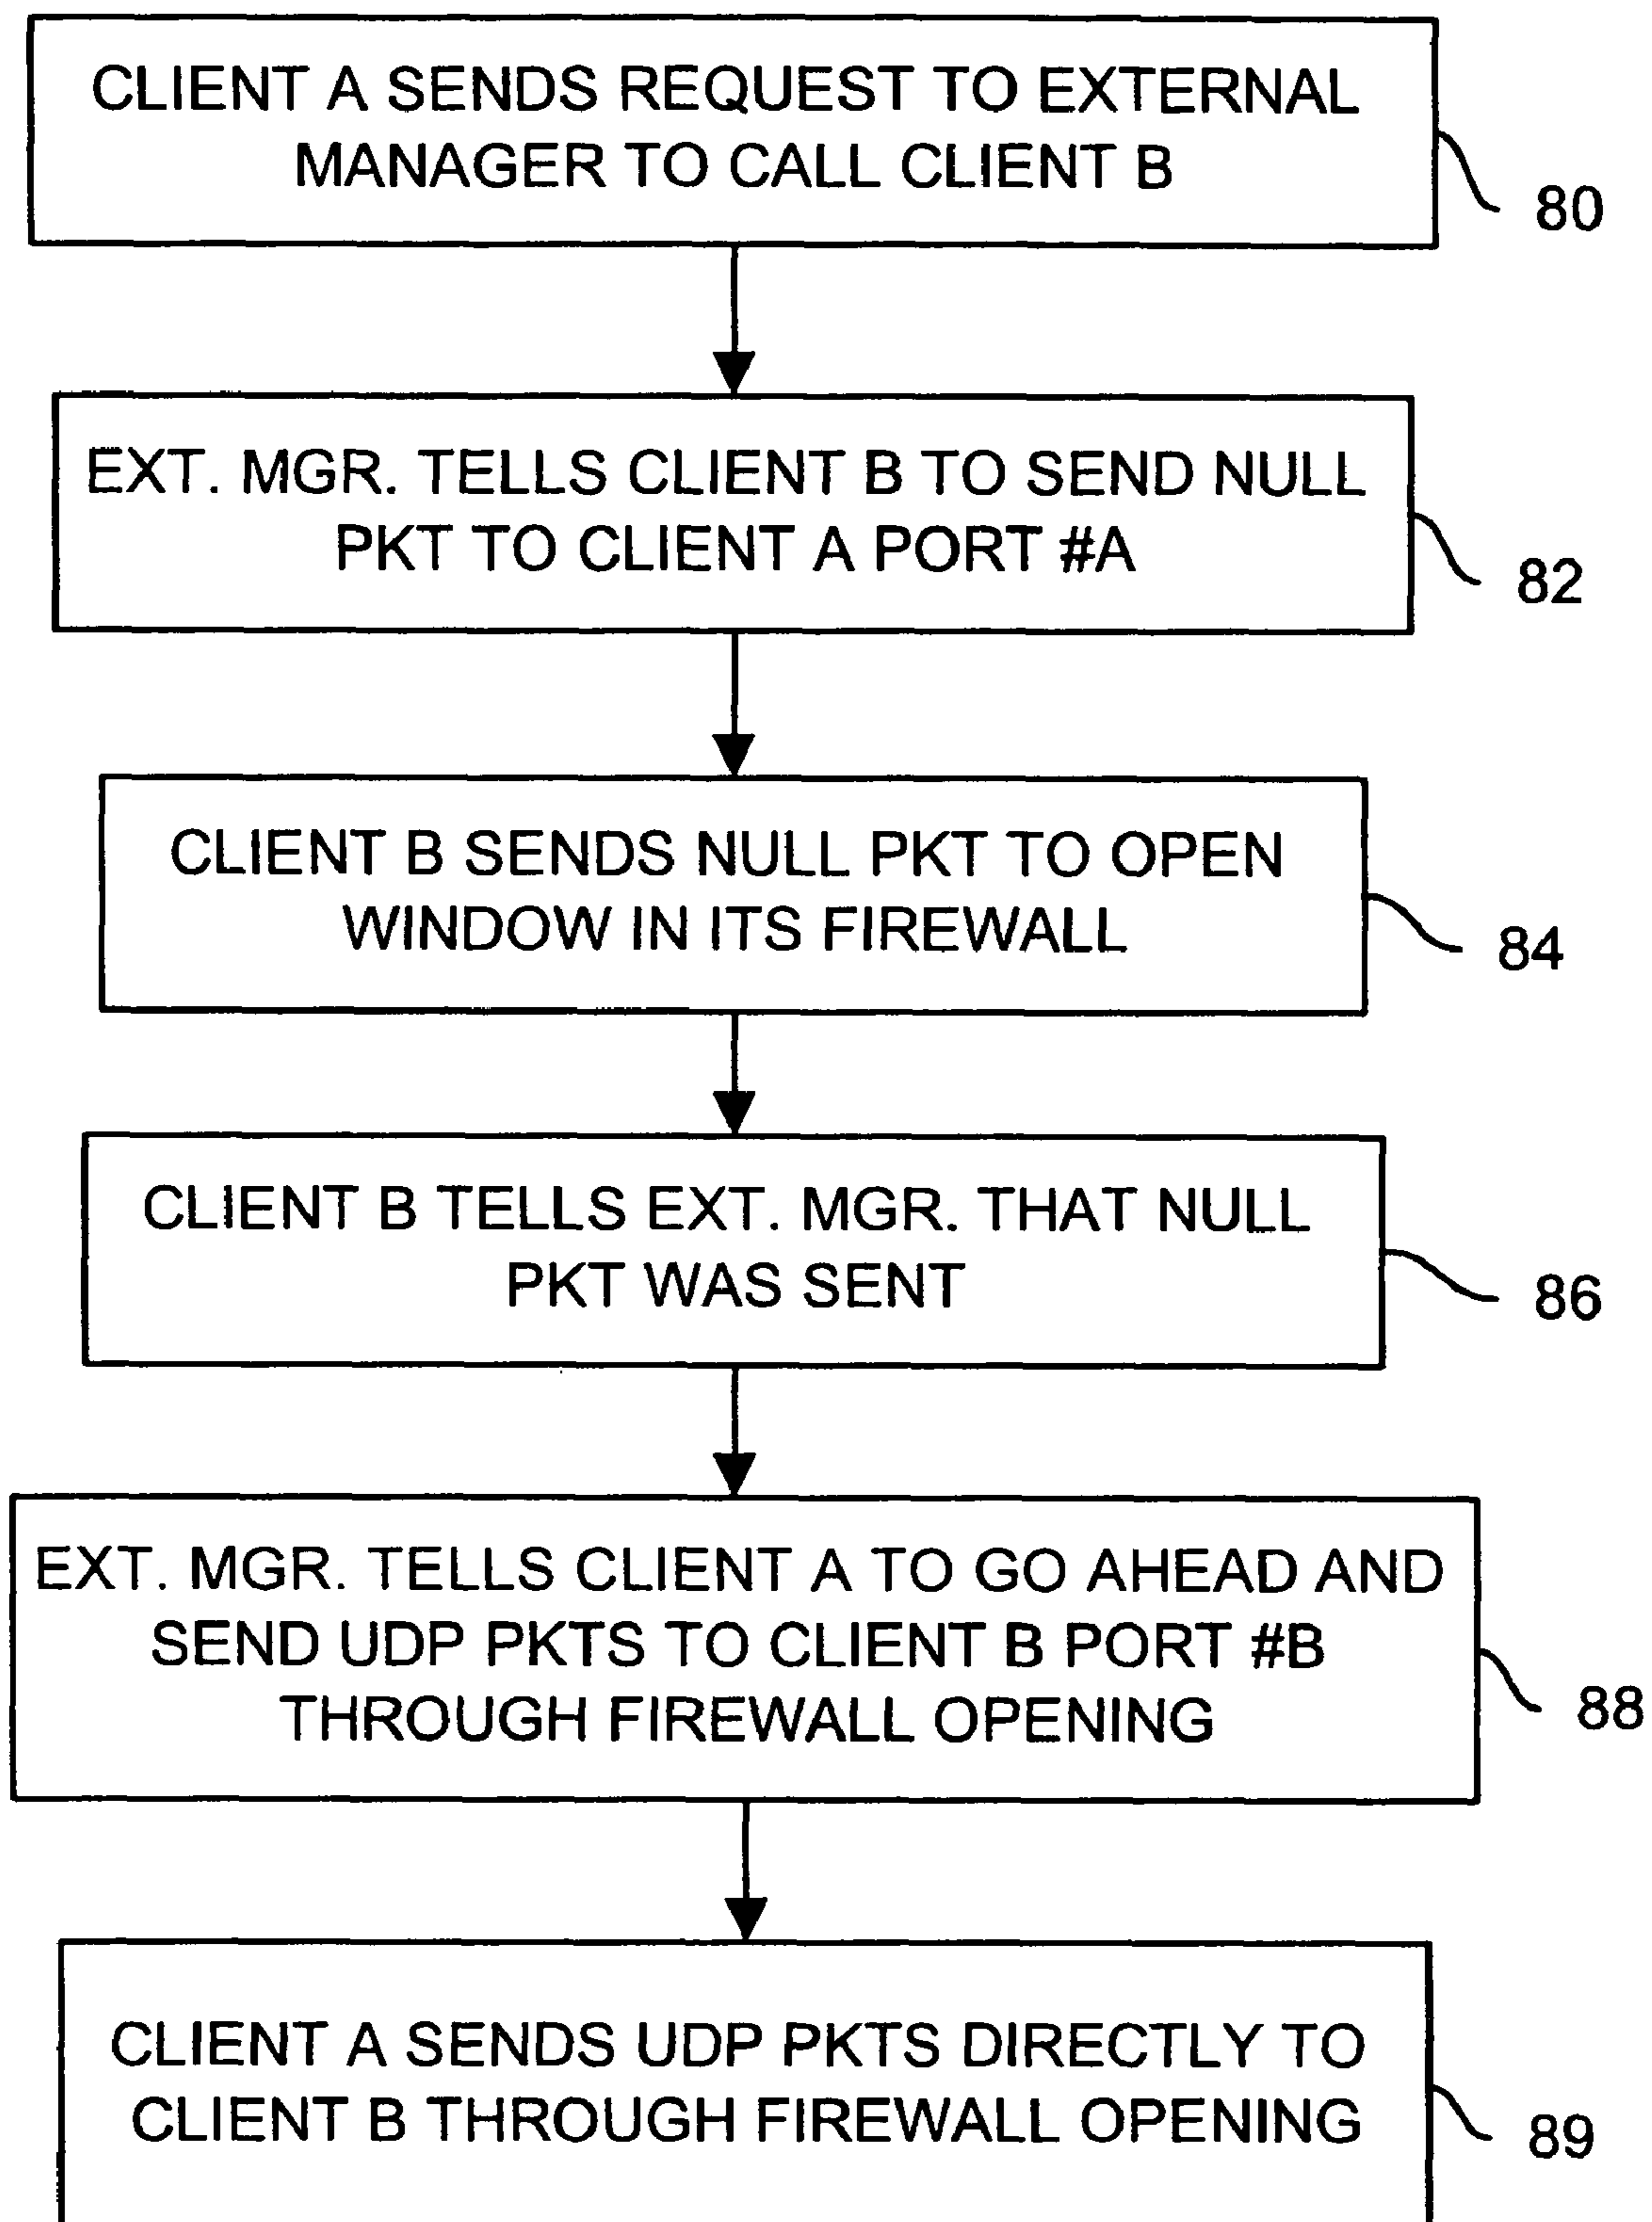 CLIENT A SENDS REQUEST TO EXTERNAL
MANAGER TO CALL CLIENT B
80
EXT. MGR. TELLS CLIENT B TO SEND NULL
PKT TO CLIENT A PORT #A
82
CLIENT B SENDS NULL PKT TO OPEN
WINDOW IN ITS FIREWALL
84
CLIENT B TELLS EXT. MGR. THAT NULL
PKT WAS SENT
86
EXT. MGR. TELLS CLIENT A TO GO AHEAD AND
SEND UDP PKTS TO CLIENT B PORT #B
THROUGH FIREWALL OPENING
88
CLIENT A SENDS UDP PKTS DIRECTLY TO
CLIENT B THROUGH FIREWALL OPENING
89